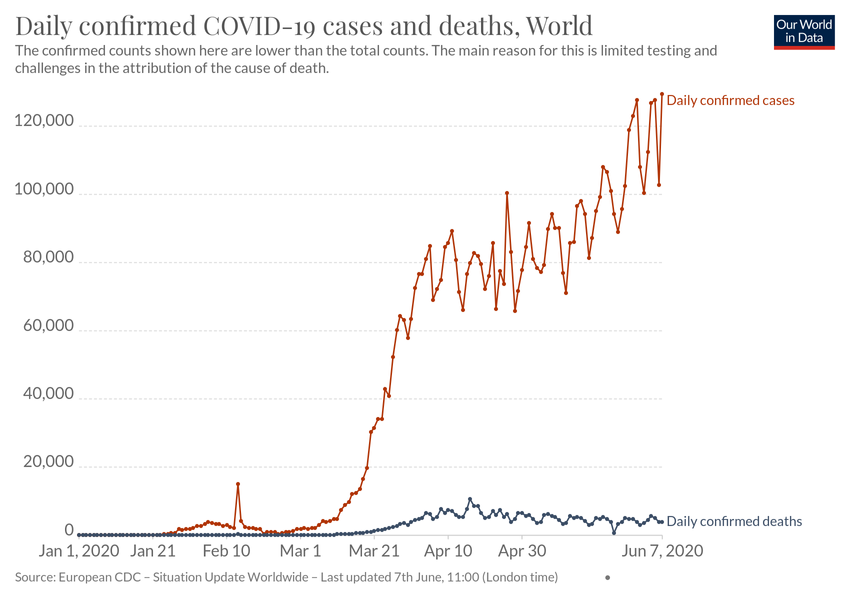 Daily confirmed COVID-19 cases and deaths, World
Our World
in Data
The confirmed counts shown here are lower than the total counts. The main reason for this is limited testing and
challenges in the attribution of the cause of death.
Daily confirmed cases
120,000
100,000
80,000
60,000
40,000
20,000
Daily confirmed deaths
0
Jan 1, 2020 Jan 21 Feb 10 Mar 1 Mar 21 Apr 10 Apr 30 Jun 7, 2020
Source: European CDC – Situation Update Worldwide – Last updated 7th June, 11:00 (London time) •